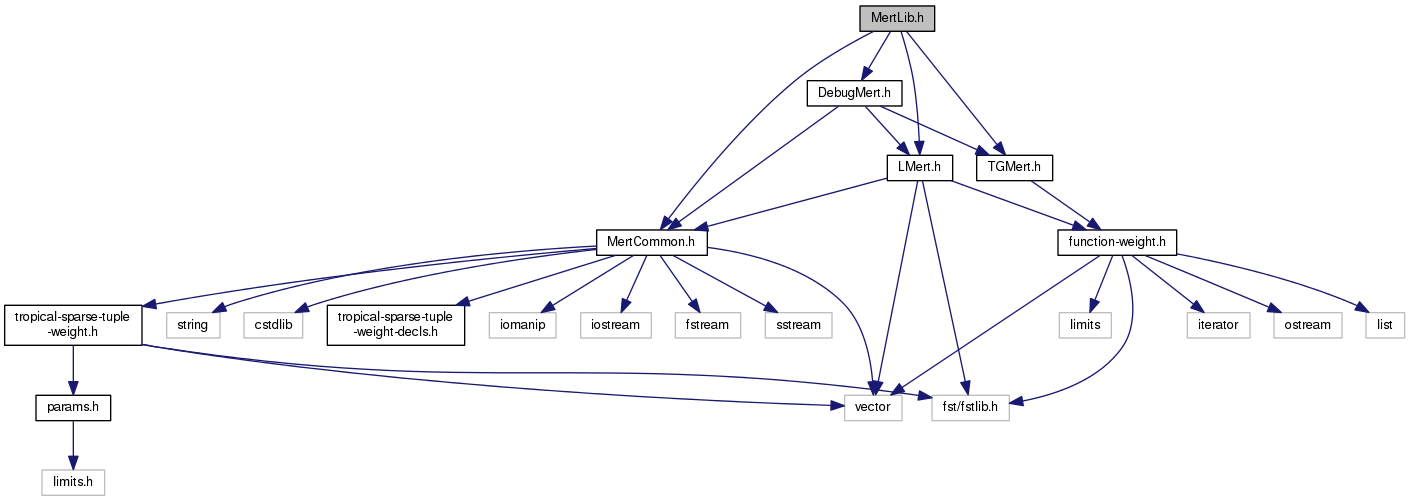 MertLib.h
DebugMert.h
LMert.h
TGMert.h
MertCommon.h
function-weight.h
tropical-sparse-tuple
-weight.h
string
cstdlib
tropical-sparse-tuple
-weight-decls.h
iomanip
iostream
fstream
sstream
limits
iterator
ostream
list
params.h
vector
fst/fstlib.h
limits.h